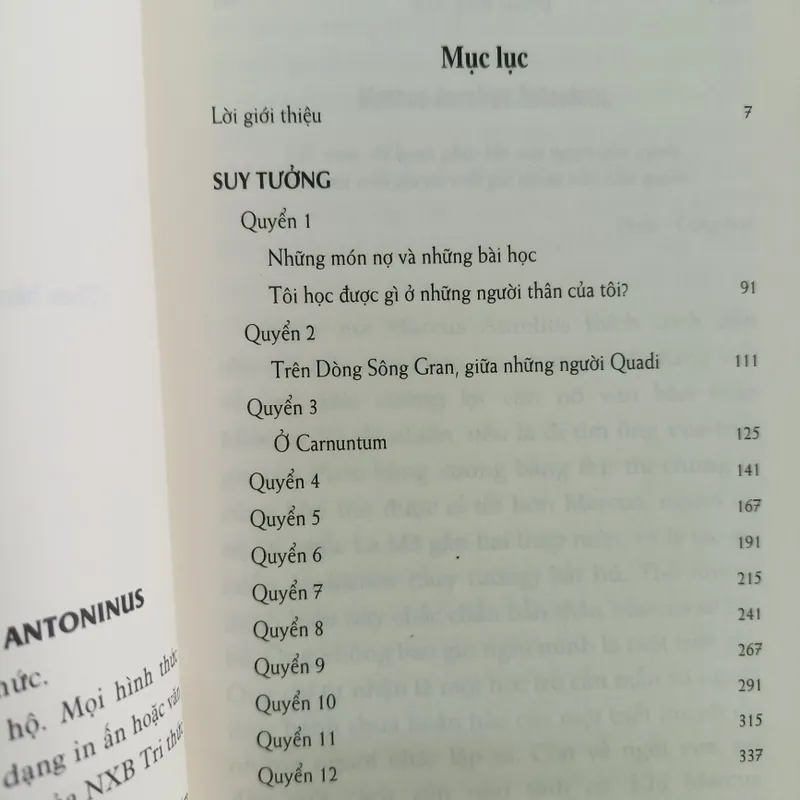 Mục lục
Lời giới thiệu 7
SUY TƯỞNG
Quyển 1
Những món nợ và những bài học
Tôi học được gì ở những người thân của tôi? 91
Quyển 2
Trên Dòng Sông Gran, giữa những người Quadi 111
Quyển 3
Ở Carnuntum 125
Quyển 4 141
Quyển 5 167
Quyển 6 191
Quyển 7 215
Quyển 8 241
Quyển 9 267
Quyển 10 291
Quyển 11 315
Quyển 12 337
ANTONINUS
hộ. Mọi hình thức
dạng in ấn hoặc văn
NXB Tri thức